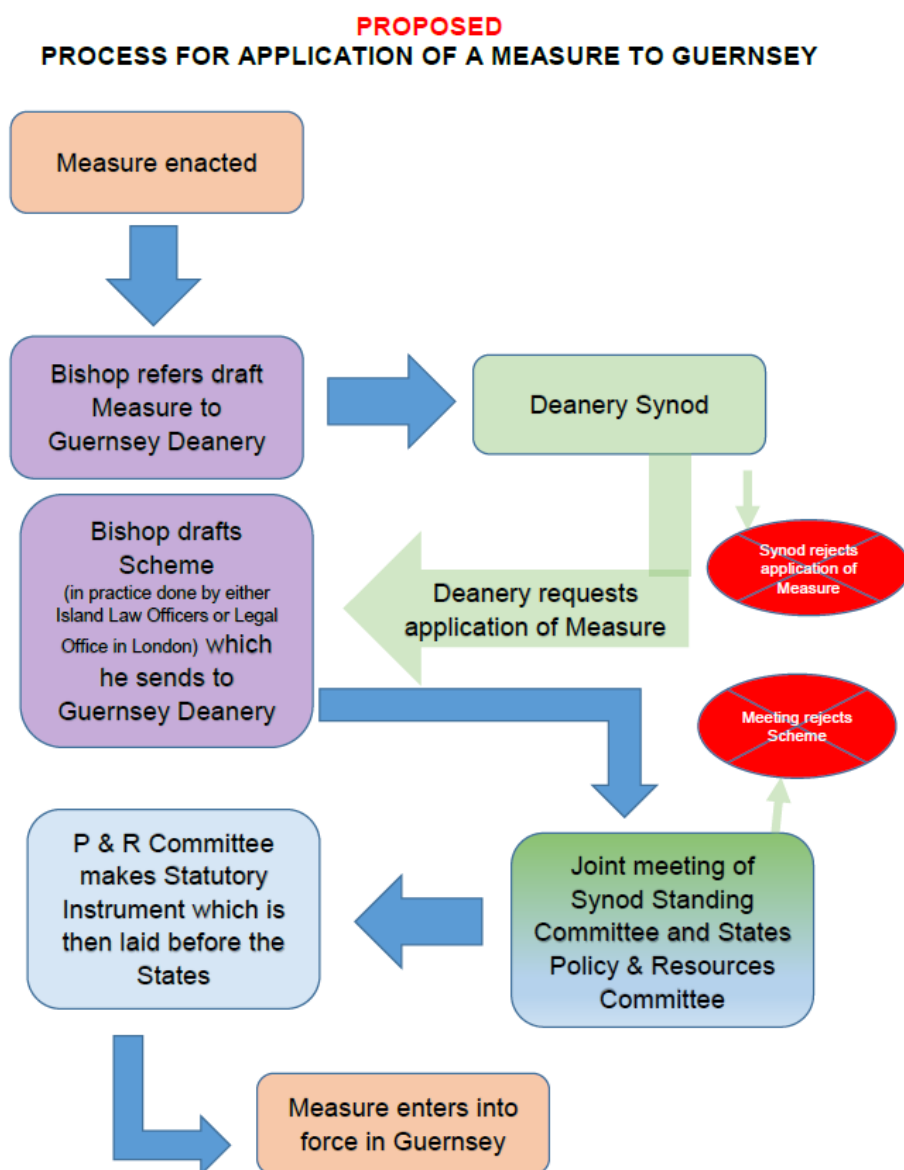 PROPOSED
PROCESS FOR APPLICATION OF A MEASURE TO GUERNSEY
Measure enacted
Bishop refers draft
Measure to
Guernsey Deanery
Deanery Synod
Synod rejects
application of
Measure
Bishop drafts
Scheme
(in practice done by either
Island Law Officers or Legal
Office in London) which
he sends to
Guernsey Deanery
Deanery requests
application of Measure
Meeting rejects
Scheme
Joint meeting of
Synod Standing
Committee and States
Policy & Resources
Committee
P & R Committee
makes Statutory
Instrument which is
then laid before the
States
Measure enters into
force in Guernsey